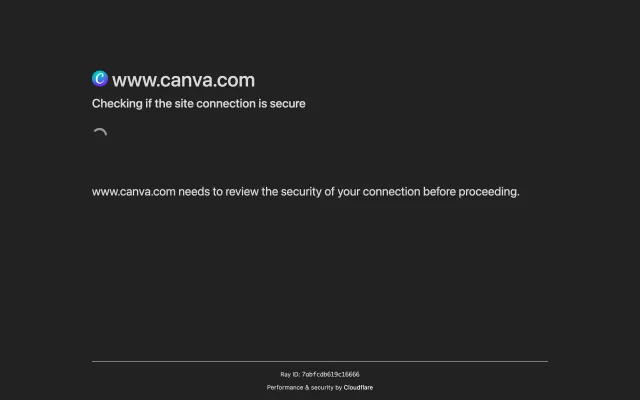 www.canva.com
Checking if the site connection is secure
www.canva.com needs to review the security of your connection before proceeding.
Ray ID: 7abfcdb619c16666
Performance & security by Cloudflare